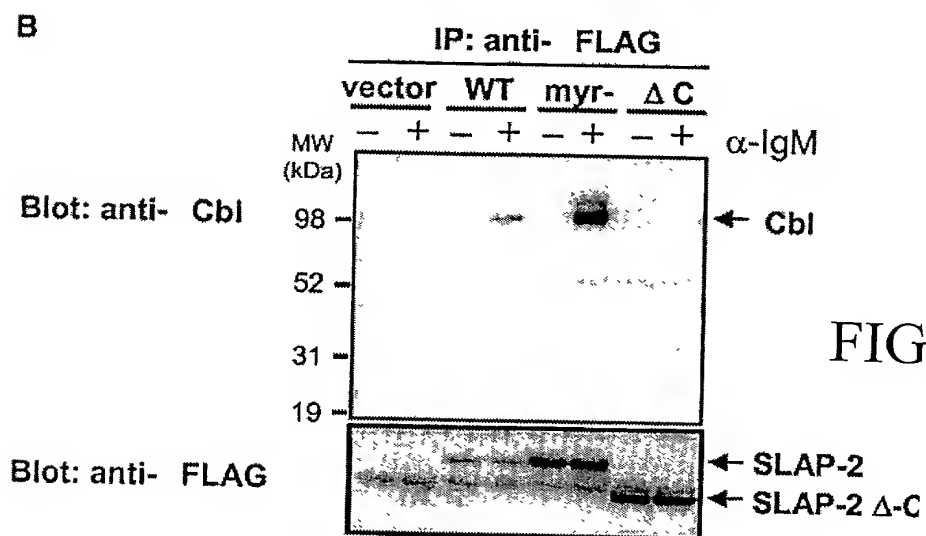 B
IP: anti- FLAG
vector WT myr- Δ C
– + – + – + – + α-IgM
MW
(kDa)
Blot: anti- Cbl 98 Cbl
52
FIG
31
19
Blot: anti- FLAG SLAP-2
SLAP-2 Δ-C